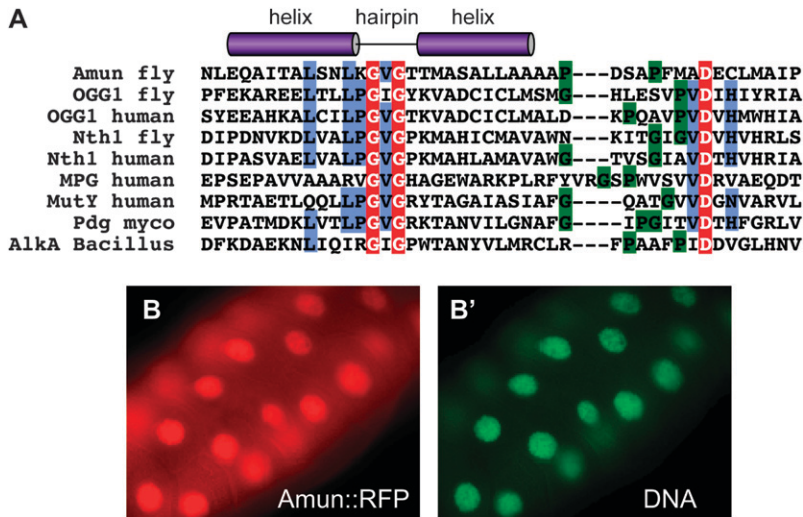 A
helix hairpin helix
Amun fly NLEQAITALSNLKGVGTTMASALLAAAAP---DSAPFMADECLMAIP
OGG1 fly PFEKAREELTLLPGIGYKVADCICLMSMG---HLESVPVDIHIYRIA
OGG1 human SYEEAHKALCILPGVGTKVADCICLMALD---KPQAVPVDVHMWHIA
Nth1 fly DIPDNVKDLVALPGVGPKMAHICMAVAWN---KITGIGVDVHVHRLS
Nth1 human DIPASVAELVALPGVGPKMAHLAMAVAWG---TVSGIAVDTHVHRIA
MPG human EPSEPAVVAAARVGVGHAGEWARKPLRFYVRGSPWVSVVDRVAEQDT
MutY human MPRTAETLQQLLPGVGRYTAGAIASIAFG---QATGVVDGNVARVL
Pdg myco EVPATMDKLVTLPGVGRKTANVILGNAFG---IPGITVDTHFGRLV
AlkA Bacillus DFKDAEKNLIQIRGIGPWTANYVLMRCLR---FPAAFPIDDVGLHNV
B B'
Amun::RFP DNA